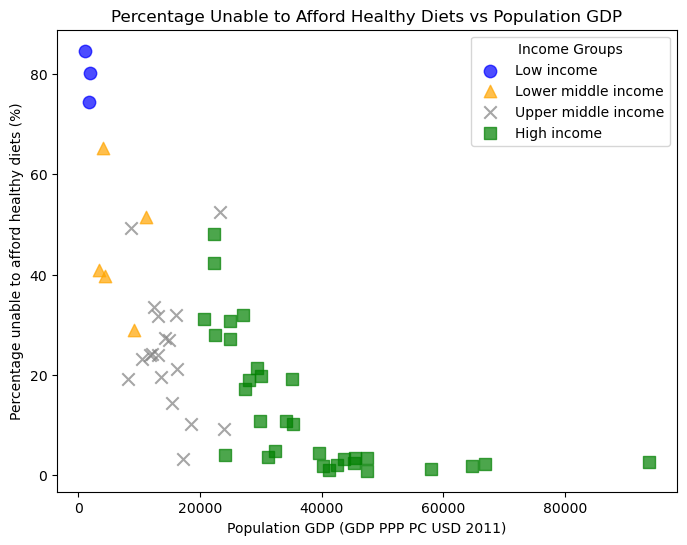 Percentage Unable to Afford Healthy Diets vs Population GDP
Income Groups
Low income
Lower middle income
Upper middle income
High income
Percentage unable to afford healthy diets (%)
80
60
40
20
0
0 20000 40000 60000 80000
Population GDP (GDP PPP PC USD 2011)